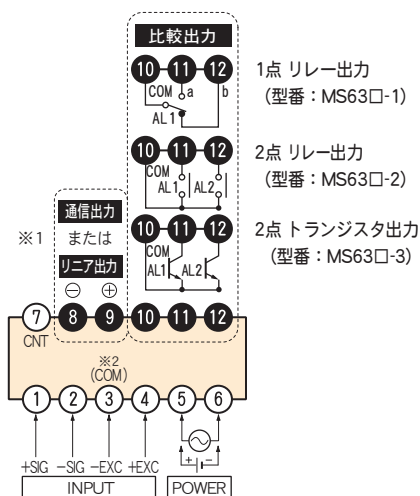 比較出力
10 11 12
COM a b
AL1
1点 リレー出力
(型番：MS63□-1)
10 11 12
COM
AL1 AL2
2点 リレー出力
(型番：MS63□-2)
10 11 12
COM
AL1 AL2
2点 トランジスタ出力
(型番：MS63□-3)
※1
通信出力
または
リニア出力
⊖ ⊕
7 8 9 10 11 12
CNT
※2
(COM)
1 2 3 4 5 6
+ −
+SIG −SIG −EXC +EXC
INPUT POWER